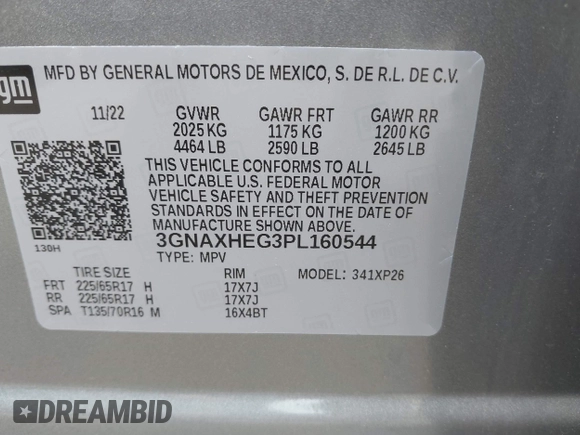 gm
MFD BY GENERAL MOTORS DE MEXICO, S. DE R.L. DE C.V.
11/22 GVWR GAWR FRT GAWR RR
2025 KG 1175 KG 1200 KG
4464 LB 2590 LB 2645 LB
THIS VEHICLE CONFORMS TO ALL
APPLICABLE U.S. FEDERAL MOTOR
VEHICLE SAFETY AND THEFT PREVENTION
STANDARDS IN EFFECT ON THE DATE OF
MANUFACTURE SHOWN ABOVE.
130H 3GNAXHEG3PL160544
TYPE: MPV
TIRE SIZE RIM MODEL: 341XP26
FRT 225/65R17 H 17X7J
RR 225/65R17 H 17X7J
SPA T135/70R16 M 16X4BT
DREAMBID